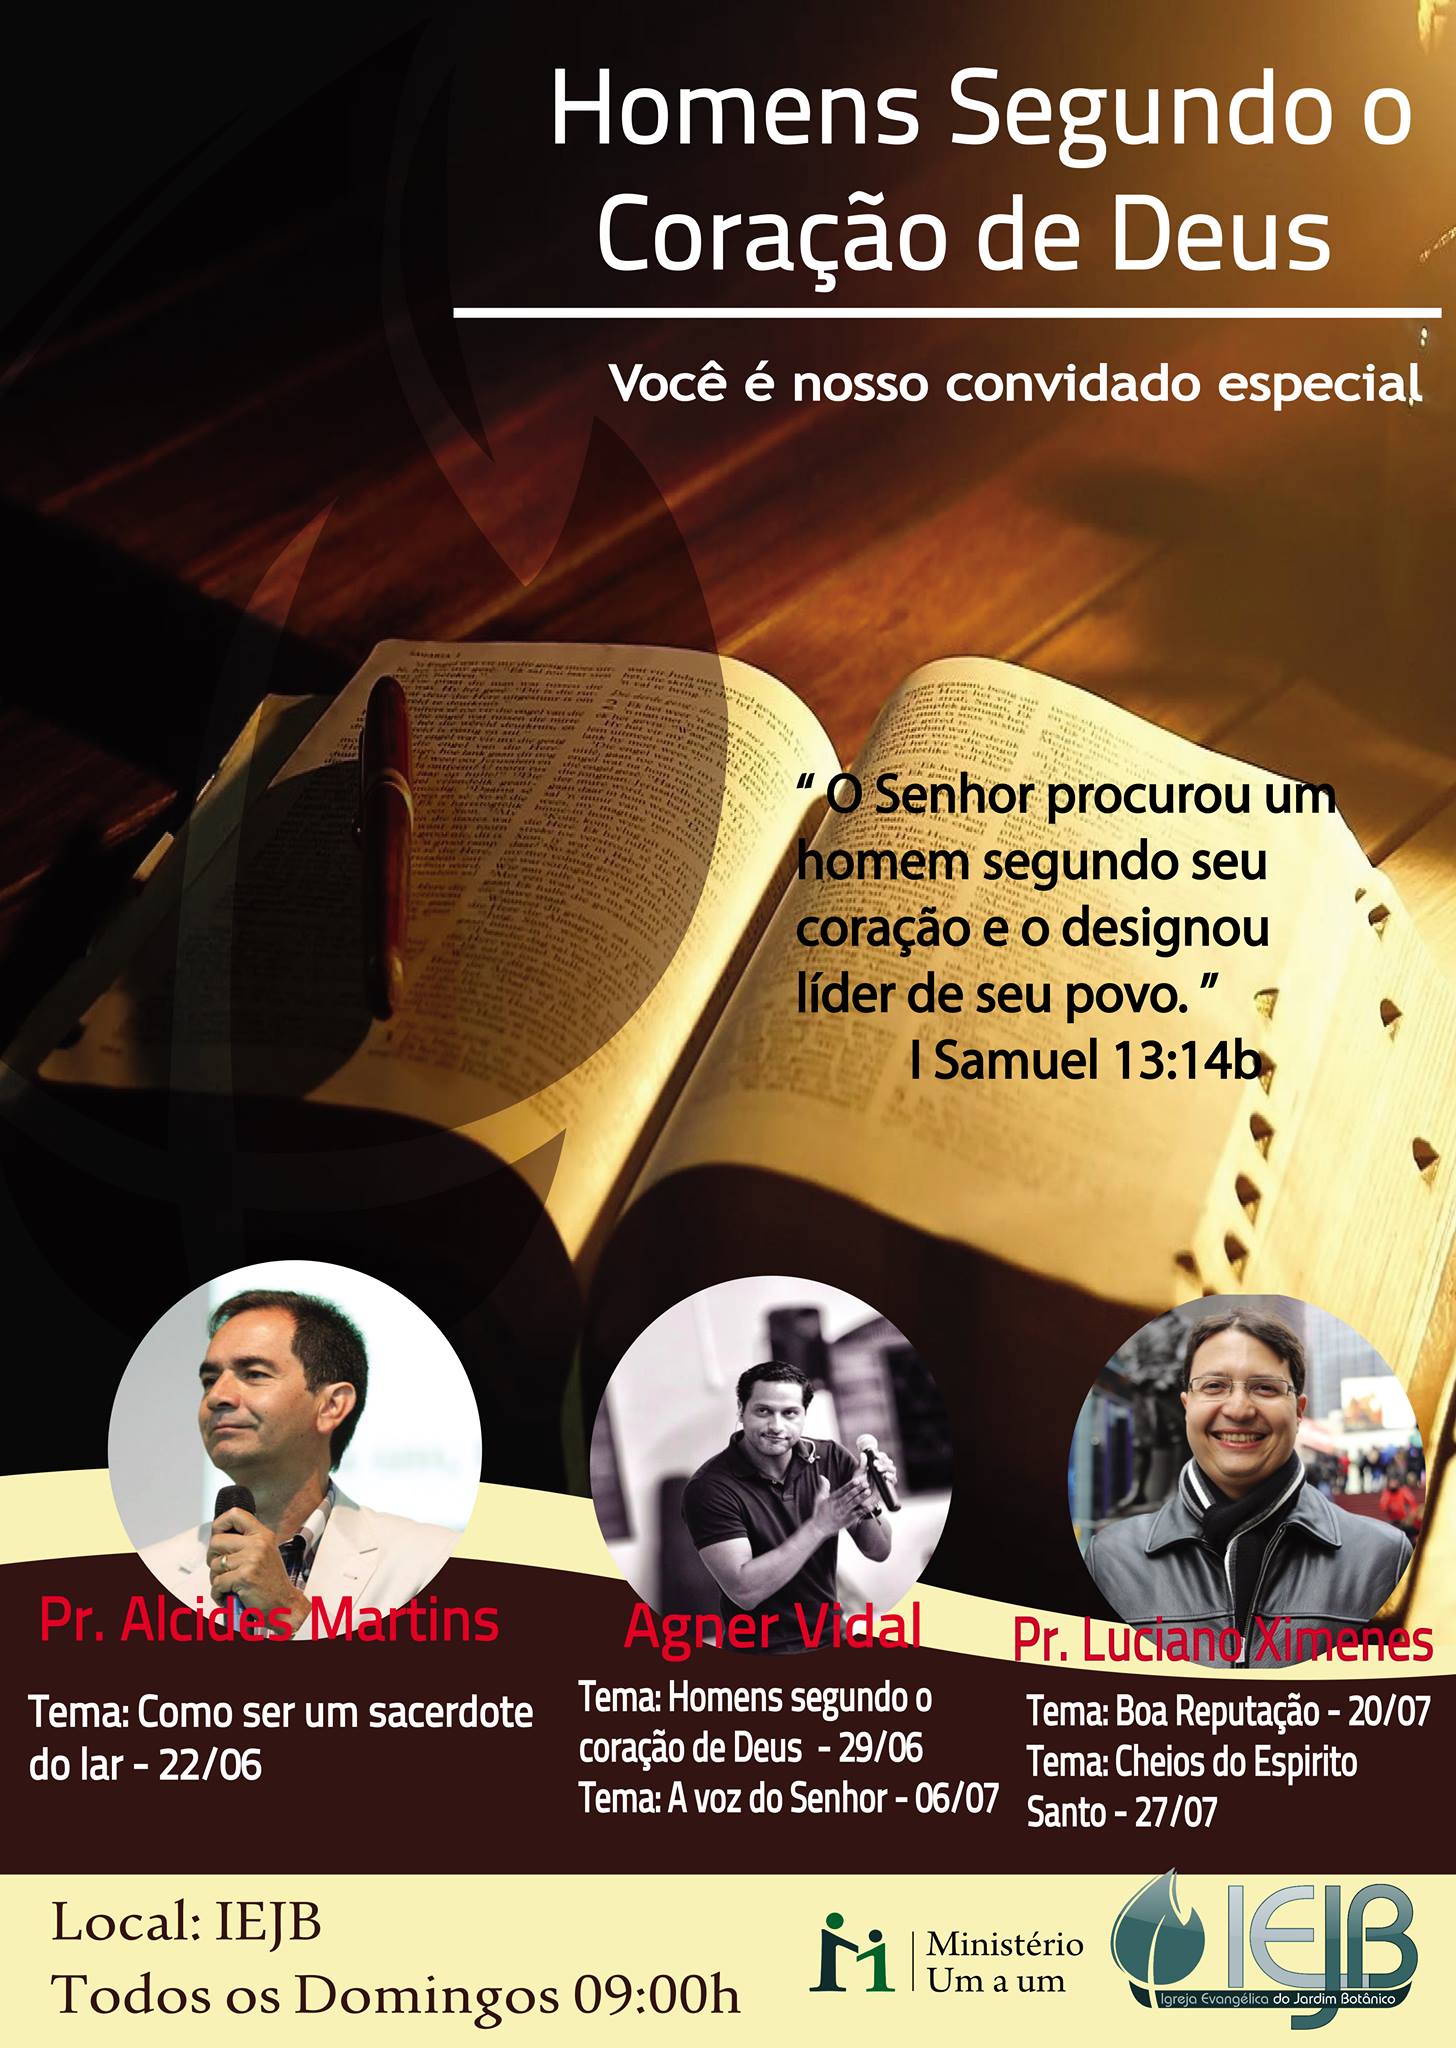 Homens Segundo o
Coração de Deus
Você é nosso convidado especial
“ O Senhor procurou um
homem segundo seu
coração e o designou
líder de seu povo. ”
I Samuel 13:14b
Pr. Alcides Martins
Tema: Como ser um sacerdote
do lar - 22/06
Agner Vidal
Tema: Homens segundo o
coração de Deus - 29/06
Tema: A voz do Senhor - 06/07
Pr. Luciano Ximenes
Tema: Boa Reputação - 20/07
Tema: Cheios do Espirito
Santo - 27/07
Local: IEJB
Todos os Domingos 09:00h
Ministério
Um a um
IEJB
Igreja Evangélica do Jardim Botânico